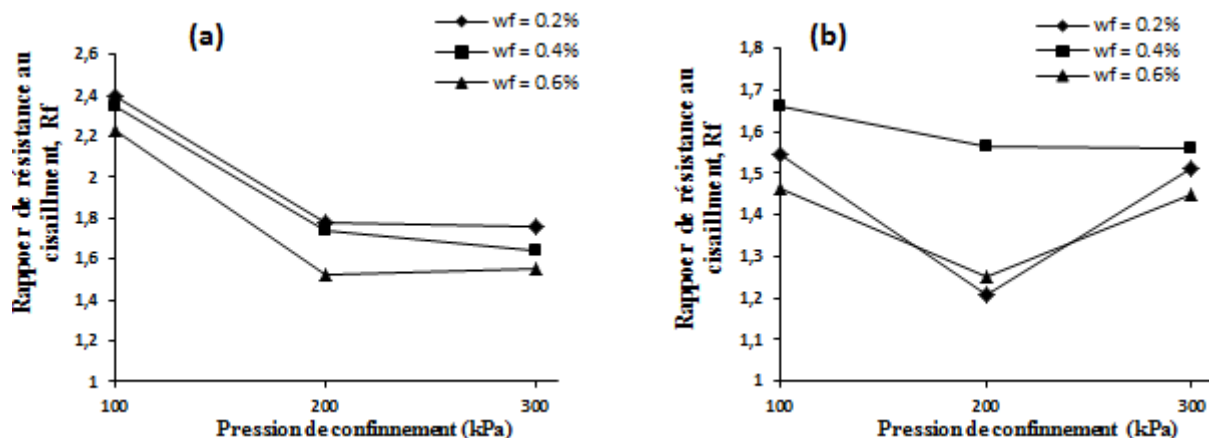 (a)
wf = 0.2%
wf = 0.4%
wf = 0.6%
Rappoer de résistance au
cisaillment, Rf
2,6
2,4
2,2
2
1,8
1,6
1,4
1,2
1
100
200
300
Pression de confinnement (kPa)
(b)
wf = 0.2%
wf = 0.4%
wf = 0.6%
Rappoer de résistance au
cisaillment, Rf
1,8
1,7
1,6
1,5
1,4
1,3
1,2
1,1
1
100
200
300
Pression de confinnement (kPa)